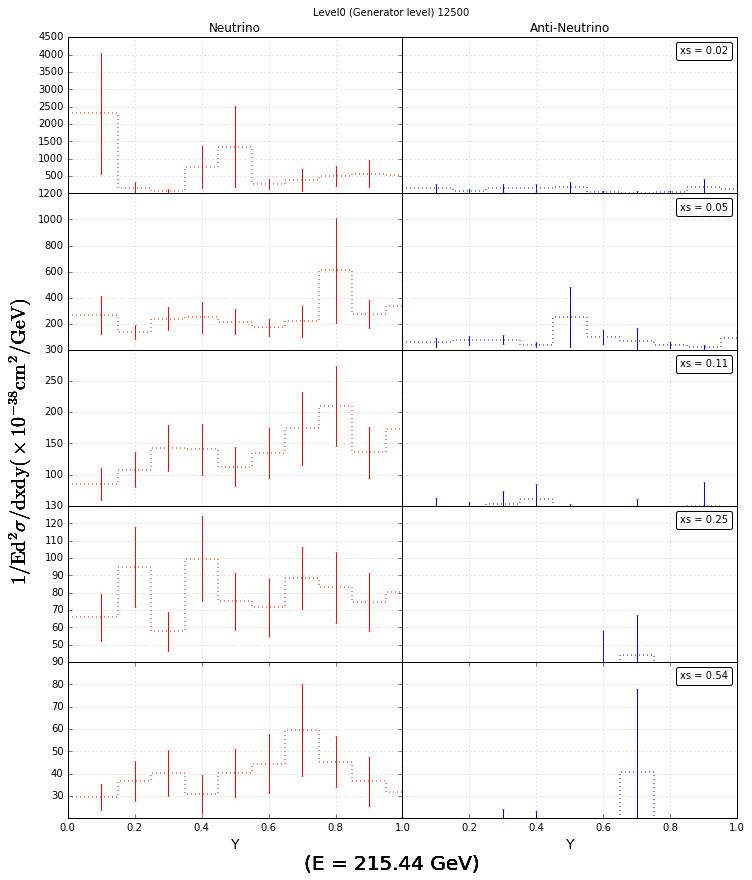 Level0 (Generator level) 12500
Neutrino
Anti-Neutrino
4500
4000
3500
3000
2500
2000
1500
1000
500
xs = 0.02
1200
1000
800
600
400
200
xs = 0.05
300
250
200
150
100
xs = 0.11
130
120
110
100
90
80
70
60
50
xs = 0.25
90
80
70
60
50
40
30
xs = 0.54
0.0 0.2 0.4 0.6 0.8 1.0 0.2 0.4 0.6 0.8 1.0
Y
Y
1/Ed²σ/dxdy(×10⁻³⁸cm²/GeV)
(E = 215.44 GeV)